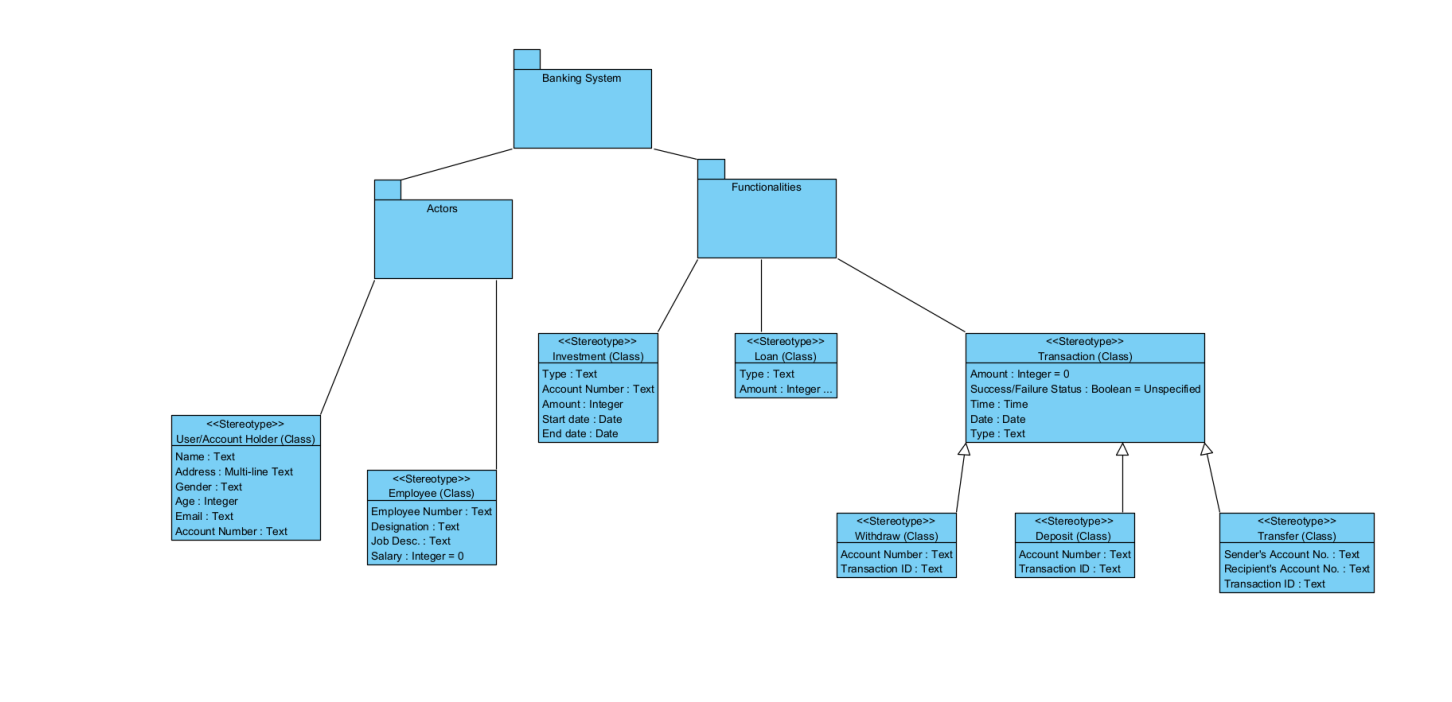 Banking System
Functionalities
Actors
<<Stereotype>>
Investment (Class)
Type : Text
Account Number : Text
Amount : Integer
Start date : Date
End date : Date
<<Stereotype>>
Loan (Class)
Type : Text
Amount : Integer ...
<<Stereotype>>
Transaction (Class)
Amount : Integer = 0
Success/Failure Status : Boolean = Unspecified
Time : Time
Date : Date
Type : Text
<<Stereotype>>
User/Account Holder (Class)
Name : Text
Address : Multi-line Text
Gender : Text
Age : Integer
Email : Text
Account Number : Text
<<Stereotype>>
Employee (Class)
Employee Number : Text
Designation : Text
Job Desc. : Text
Salary : Integer = 0
<<Stereotype>>
Withdraw (Class)
Account Number : Text
Transaction ID : Text
<<Stereotype>>
Deposit (Class)
Account Number : Text
Transaction ID : Text
<<Stereotype>>
Transfer (Class)
Sender's Account No. : Text
Recipient's Account No. : Text
Transaction ID : Text